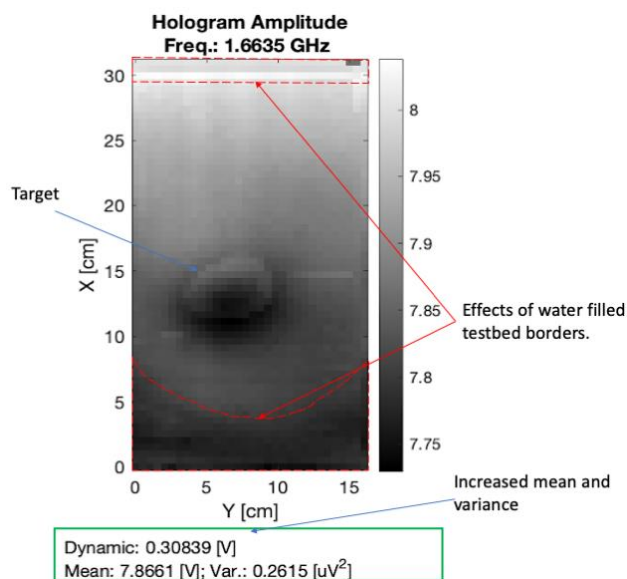 Hologram Amplitude
Freq.: 1.6635 GHz
30
25
20
15
10
5
0
X [cm]
0
5
10
15
Y [cm]
8
7.95
7.9
7.85
7.8
7.75
Target
Effects of water filled
testbed borders.
Increased mean and
variance
Dynamic: 0.30839 [V]
Mean: 7.8661 [V]; Var.: 0.2615 [uV²]